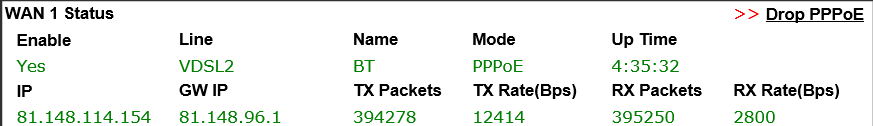 WAN 1 Status >> Drop PPPoE
Enable Line Name Mode Up Time
Yes VDSL2 BT PPPoE 4:35:32
IP GW IP TX Packets TX Rate(Bps) RX Packets RX Rate(Bps)
81.148.114.154 81.148.96.1 394278 12414 395250 2800